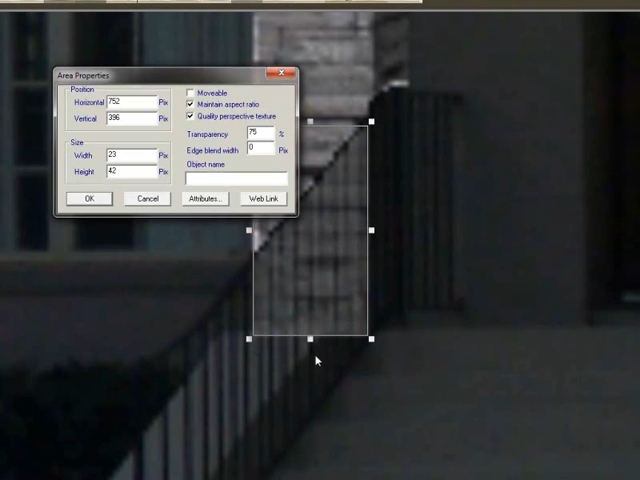 Area Properties
Position
Horizontal 752 Pix
Vertical 396 Pix
Size
Width 23 Pix
Height 42 Pix
Moveable
Maintain aspect ratio
Quality perspective texture
Transparency 75 %
Edge blend width 0 Pix
Object name
OK Cancel Attributes... Web Link